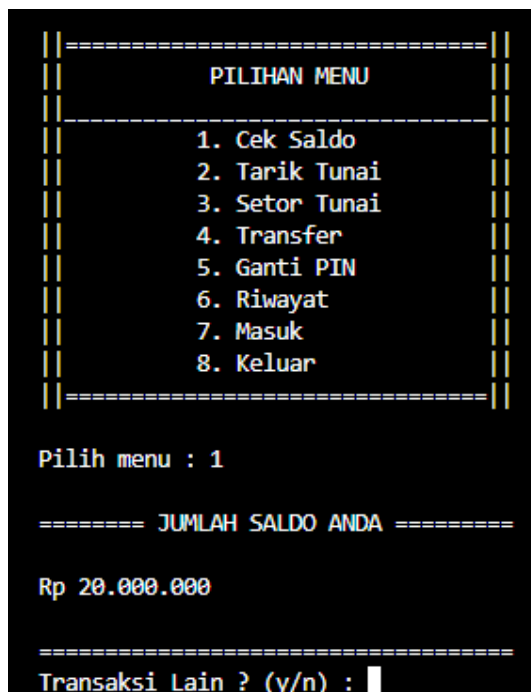 ||================================||
|| PILIHAN MENU ||
||________________________________||
|| 1. Cek Saldo ||
|| 2. Tarik Tunai ||
|| 3. Setor Tunai ||
|| 4. Transfer ||
|| 5. Ganti PIN ||
|| 6. Riwayat ||
|| 7. Masuk ||
|| 8. Keluar ||
||================================||
Pilih menu : 1
======== JUMLAH SALDO ANDA =========
Rp 20.000.000
====================================
Transaksi Lain ? (y/n) :